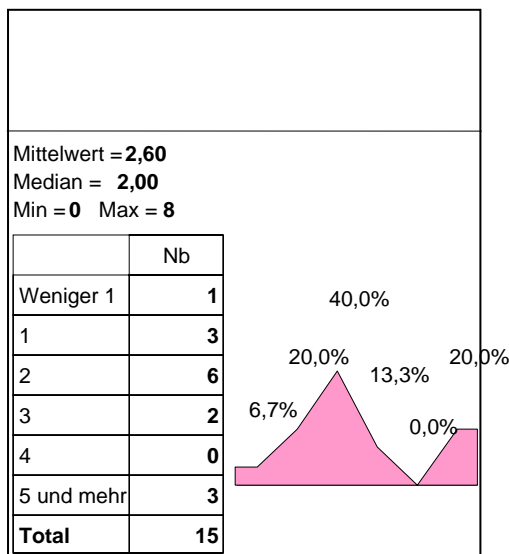 Mittelwert = 2,60
Median = 2,00
Min = 0 Max = 8
Nb
Weniger 1 1
1 3
2 6
3 2
4 0
5 und mehr 3
Total 15
6,7%
20,0%
40,0%
13,3%
0,0%
20,0%